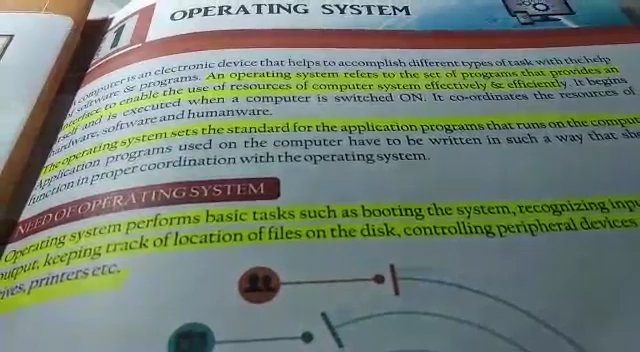 1
OPERATING SYSTEM
computer is an electronic device that helps to accomplish different types of task with the help
of software & programs. An operating system refers to the set of programs that provides an
interface to enable the use of resources of computer system effectively & efficiently. It begins
itself and is executed when a computer is switched ON. It co-ordinates the resources of
hardware, software and humanware.
The operating system sets the standard for the application programs that runs on the
Application programs used on the computer have to be written in such a way that
function in proper coordination with the operating system.
NEED OF OPERATING SYSTEM
Operating system performs basic tasks such as booting the system, recognizing
output, keeping track of location of files on the disk, controlling peripheral devices
printers etc.